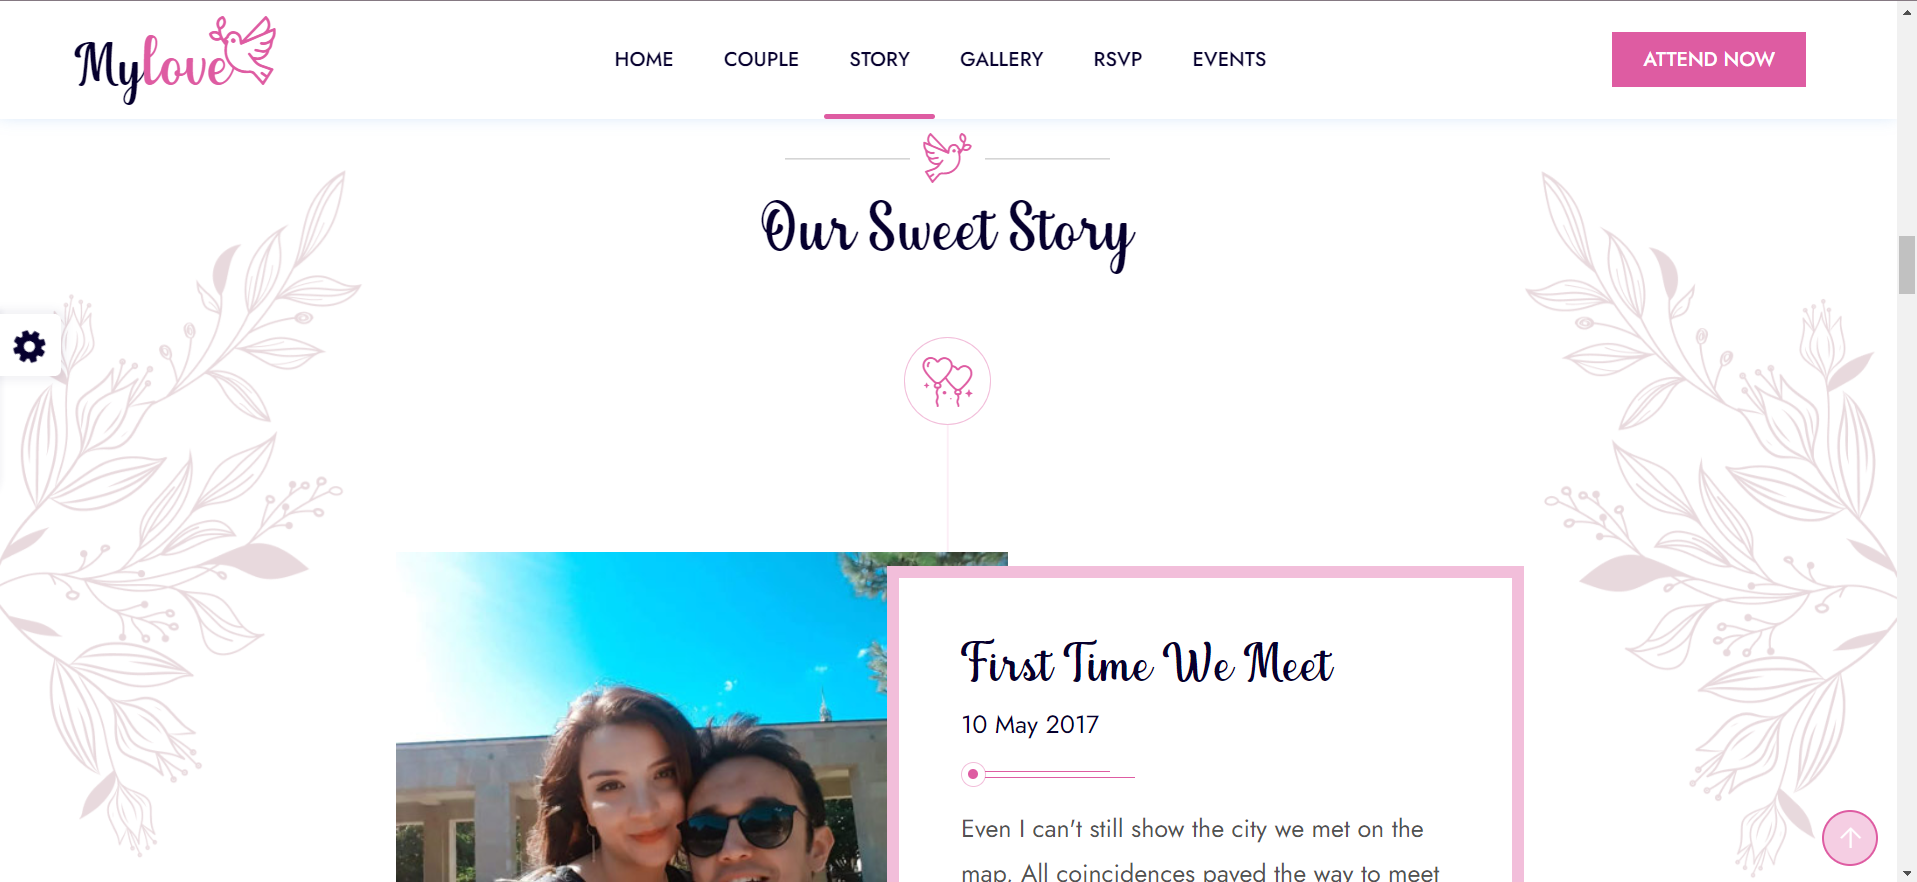 Mylove
HOME COUPLE STORY GALLERY RSVP EVENTS
ATTEND NOW
Our Sweet Story
First Time We Meet
10 May 2017
Even I can't still show the city we met on the
map. All coincidences paved the way to meet